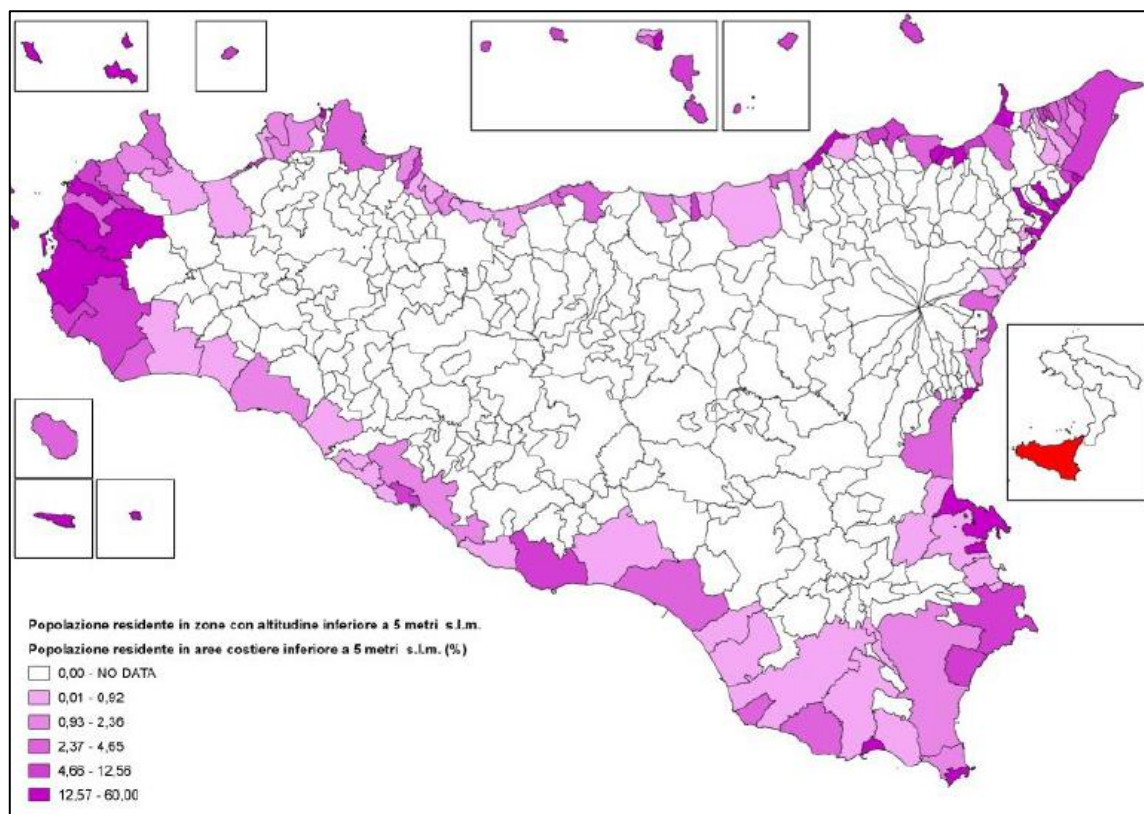 Popolazione residente in zone con altitudine inferiore a 5 metri s.l.m.
Popolazione residente in aree costiere inferiore a 5 metri s.l.m. (%)
0,00 - NO DATA
0,01 - 0,92
0,93 - 2,36
2,37 - 4,65
4,66 - 12,56
12,57 - 60,00